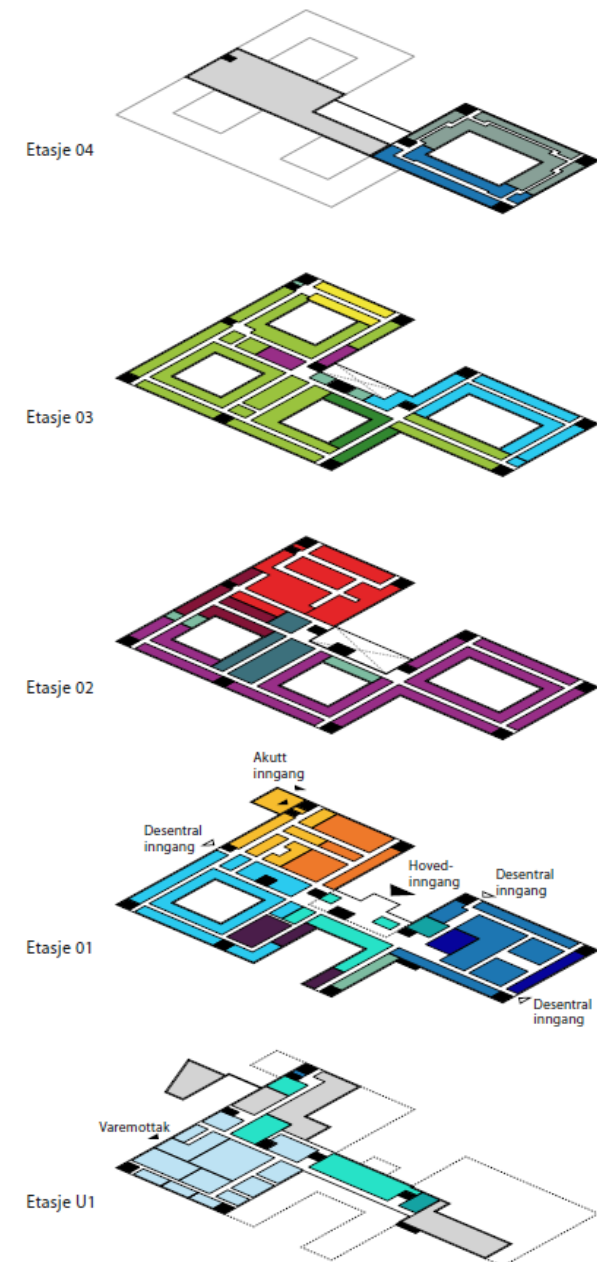 Etasje 04
Etasje 03
Etasje 02
Akutt
inngang
Desentral
inngang
Hoved-
inngang
Desentral
inngang
Etasje 01
Desentral
inngang
Varemottak
Etasje U1